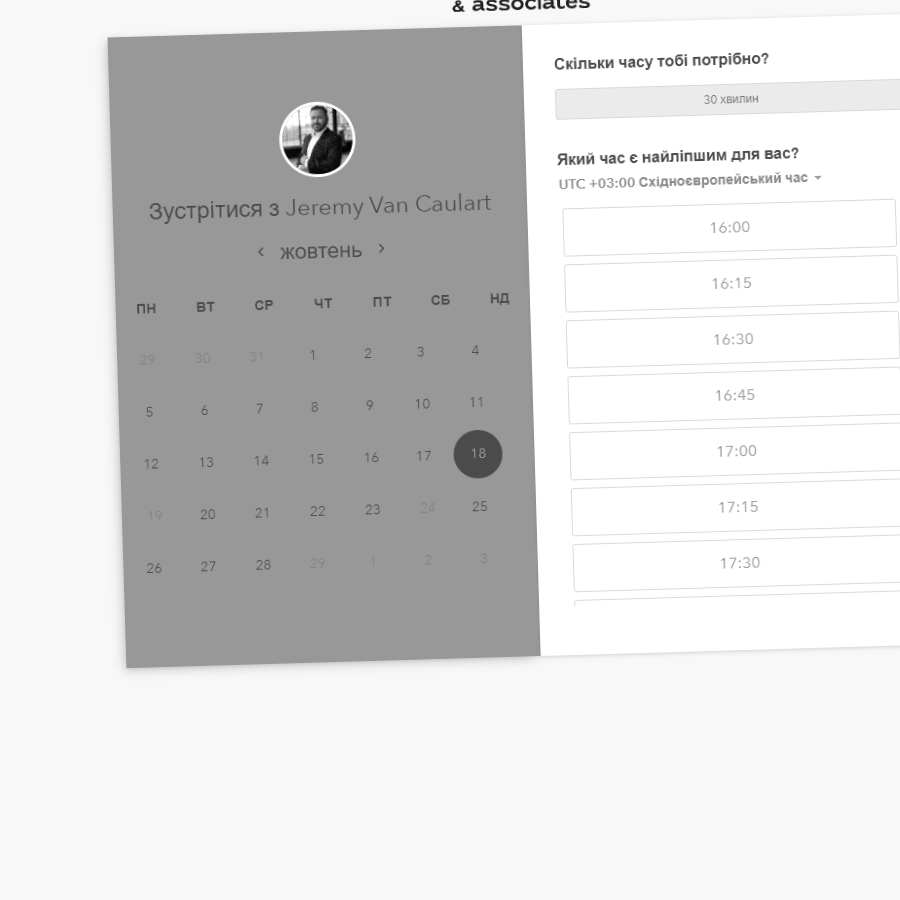 & associates
Зустрітися з Jeremy Van Caulart
жовтень
ПН ВТ СР ЧТ ПТ СБ НД
29 30 31 1 2 3 4
5 6 7 8 9 10 11
12 13 14 15 16 17 18
19 20 21 22 23 24 25
26 27 28 29 1 2 3
Скільки часу тобі потрібно?
30 хвилин
Який час є найліпшим для вас?
UTC +03:00 Східноєвропейський час
16:00
16:15
16:30
16:45
17:00
17:15
17:30